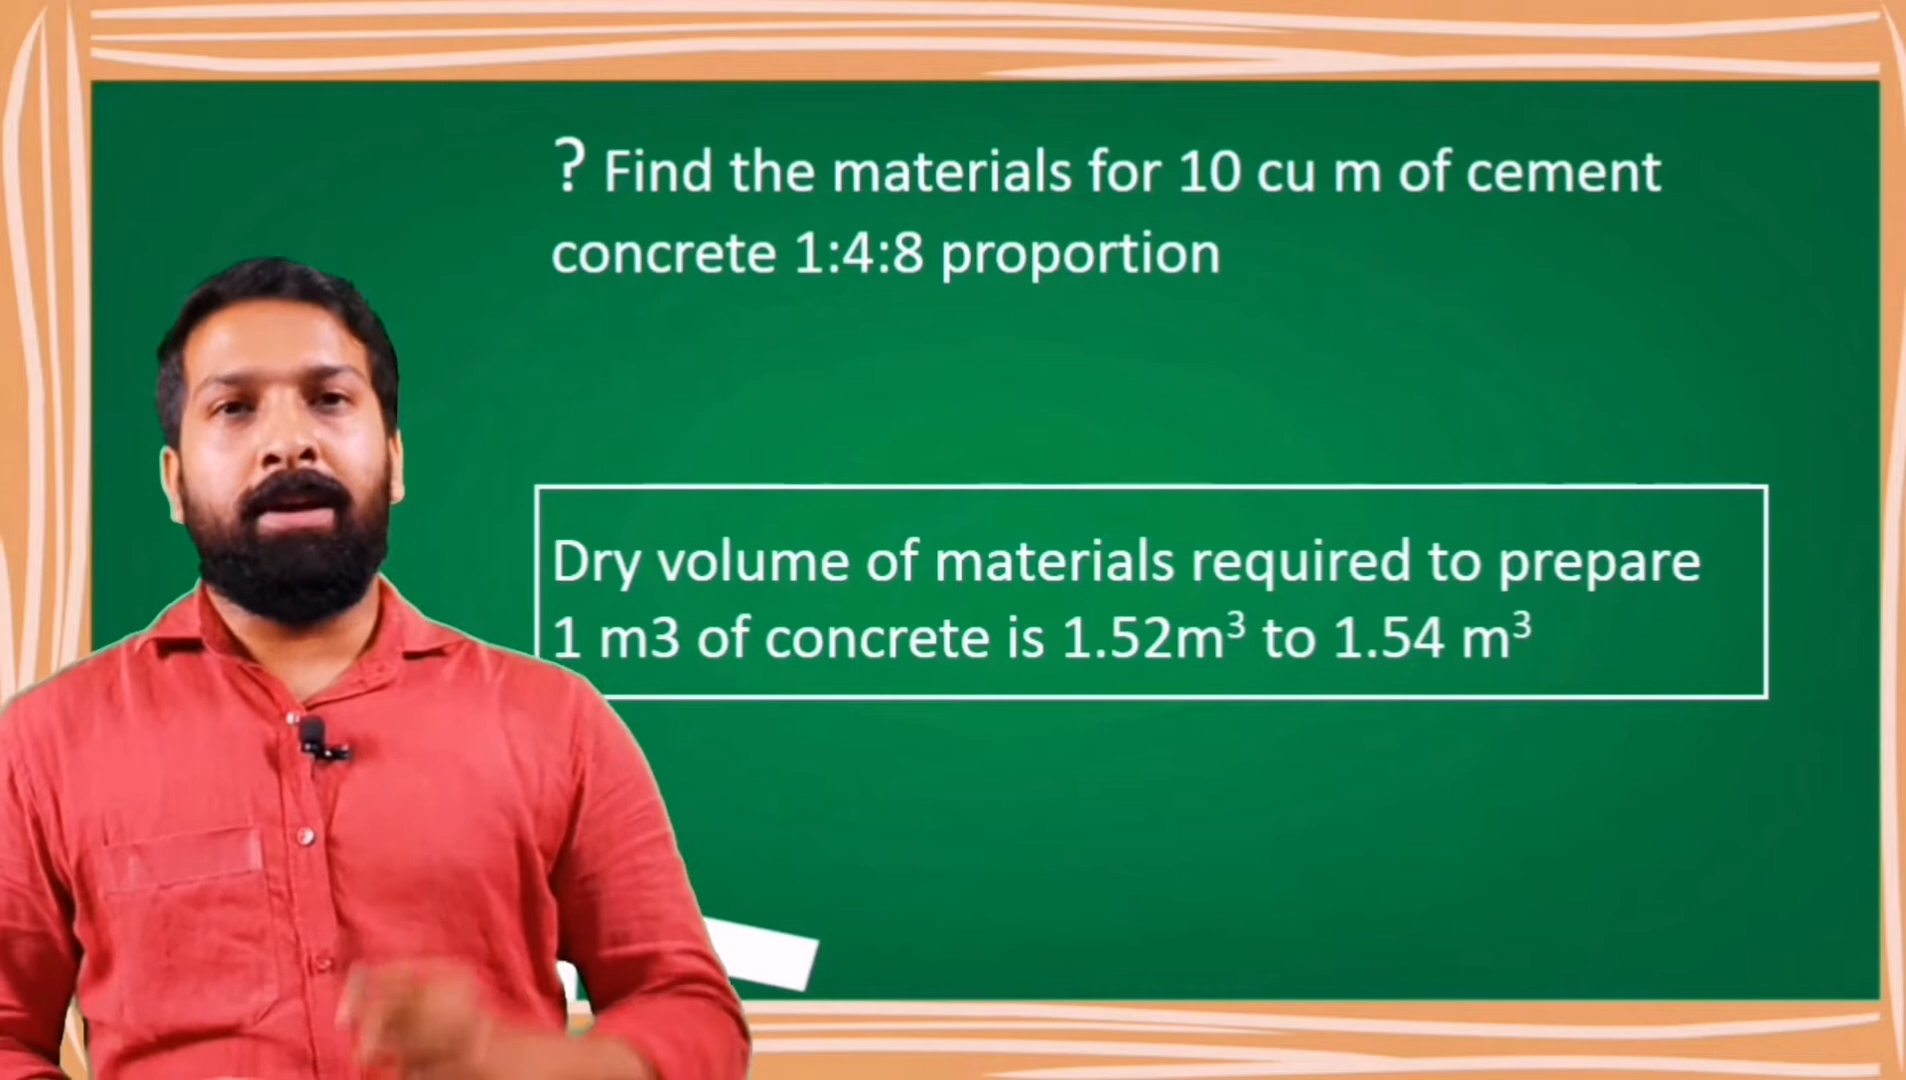 ? Find the materials for 10 cu m of cement
concrete 1:4:8 proportion
Dry volume of materials required to prepare
1 m3 of concrete is 1.52m³ to 1.54 m³